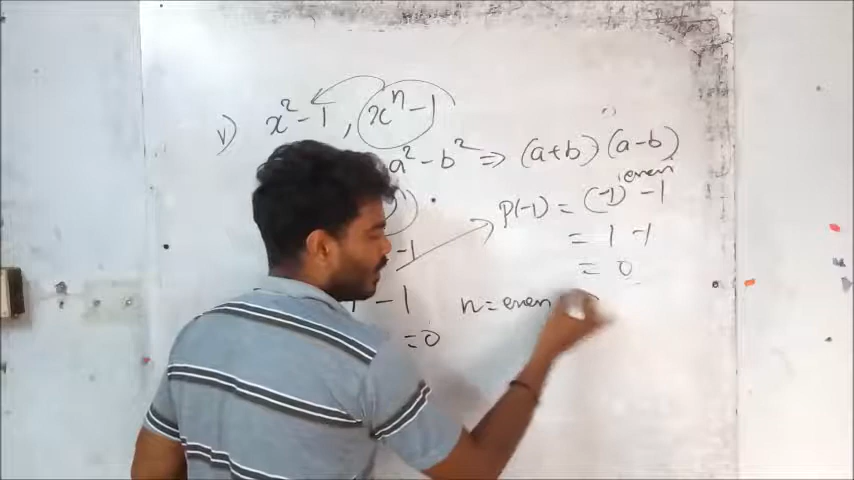 v) x² - 1, xⁿ - 1
a² - b² ⇒ (a+b) (a-b)
P(-1) = (-1)^even - 1
= 1 - 1
= 0
- 1
- 1
n = even
= 0